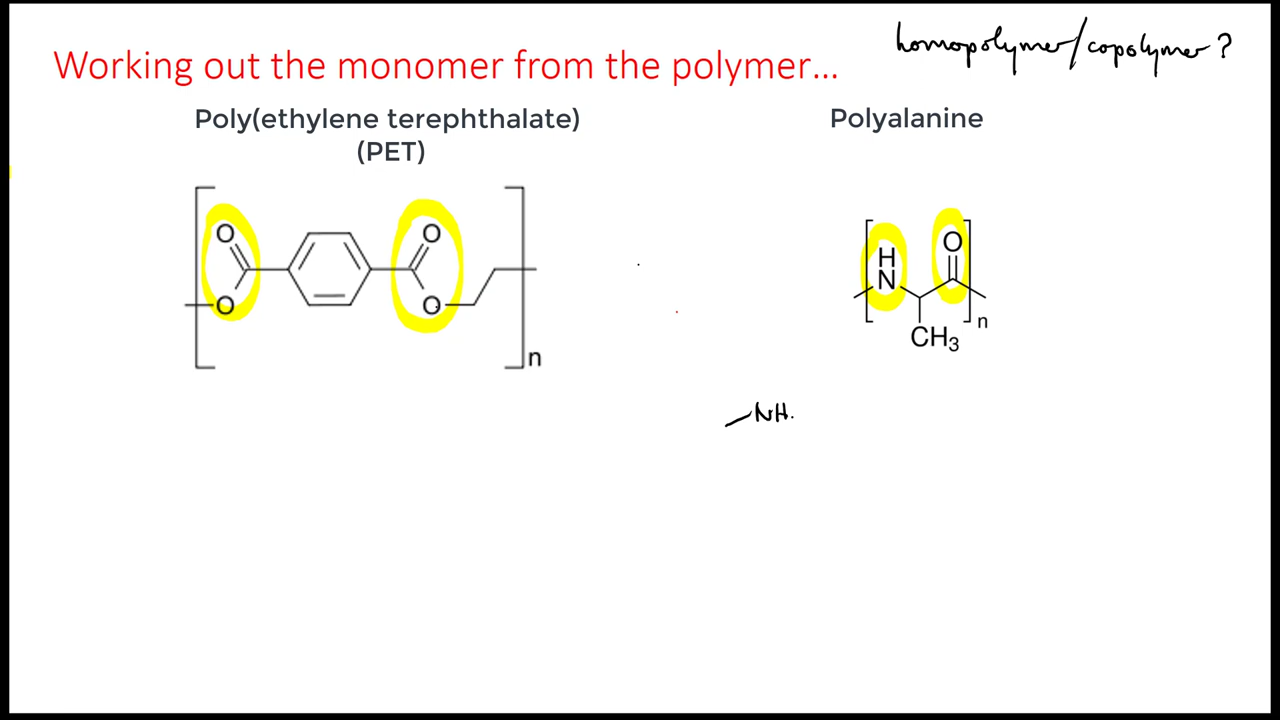 homopolymer/copolymer?
Working out the monomer from the polymer...
Poly(ethylene terephthalate)
(PET)
Polyalanine
O
O
O
O
n
H
N
O
CH3
n
NH.